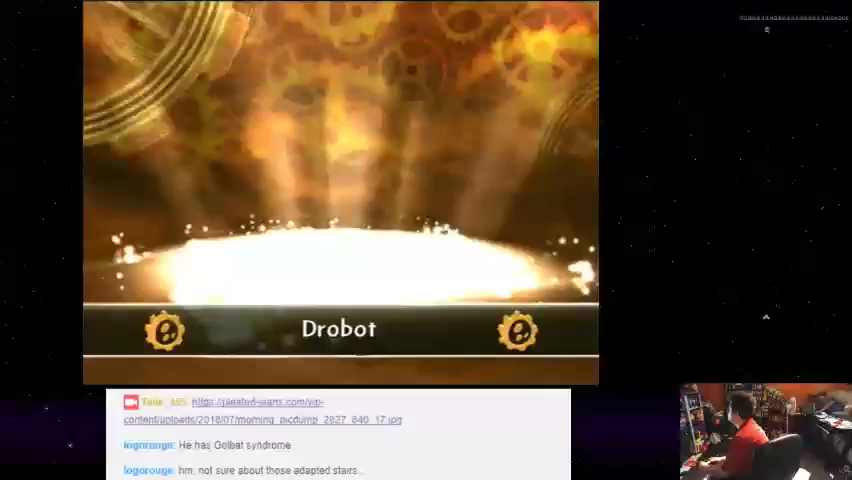 Drobot
https://pleated-jeans.com/wp-
content/uploads/2018/07/morning_picdump_2827_640_17.jpg
logorouge: He has Golbat syndrome
logorouge: hm, not sure about those adapted stairs..